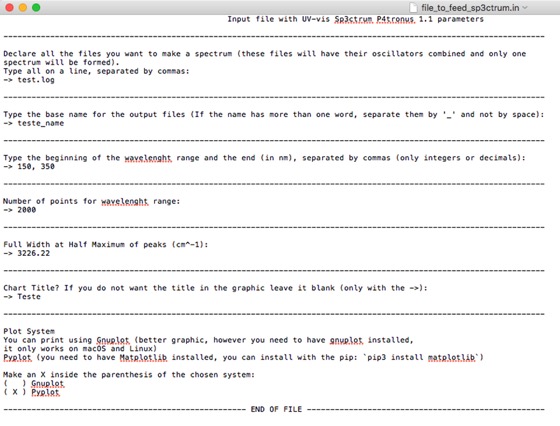 file_to_feed_sp3ctrum.in
Input file with UV-vis Sp3ctrum P4tronus 1.1 parameters
Declare all the files you want to make a spectrum (these files will have their oscillators combined and only one
spectrum will be formed).
Type all on a line, separated by commas:
-> test.log
Type the base name for the output files (If the name has more than one word, separate them by '_' and not by space):
-> teste_name
Type the beginning of the wavelenght range and the end (in nm), separated by commas (only integers or decimals):
-> 150, 350
Number of points for wavelenght range:
-> 2000
Full Width at Half Maximum of peaks (cm^-1):
-> 3226.22
Chart Title? If you do not want the title in the graphic leave it blank (only with the ->):
-> Teste
Plot System
You can print using Gnuplot (better graphic, however you need to have gnuplot installed,
it only works on macOS and Linux)
Pyplot (you need to have Matplotlib installed, you can install with the pip: `pip3 install matplotlib`)
Make an X inside the parenthesis of the chosen system:
(   ) Gnuplot
( X ) Pyplot
END OF FILE